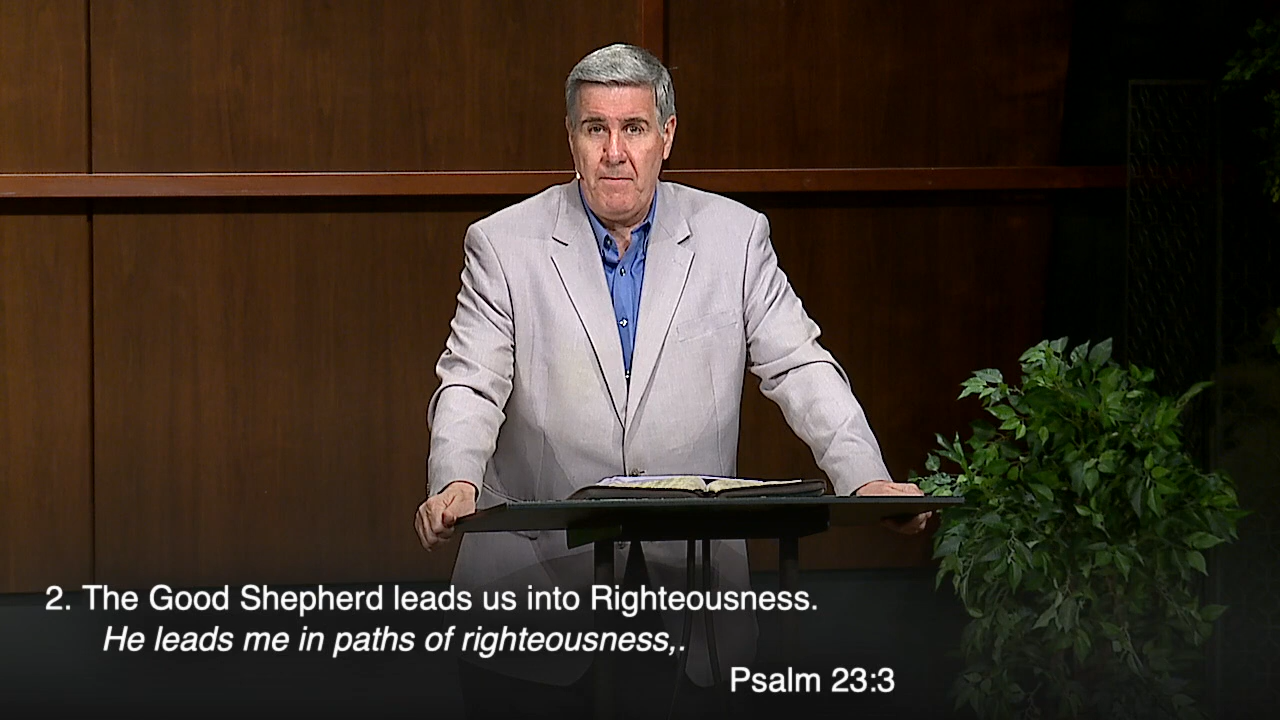 2. The Good Shepherd leads us into Righteousness.
He leads me in paths of righteousness,.
Psalm 23:3